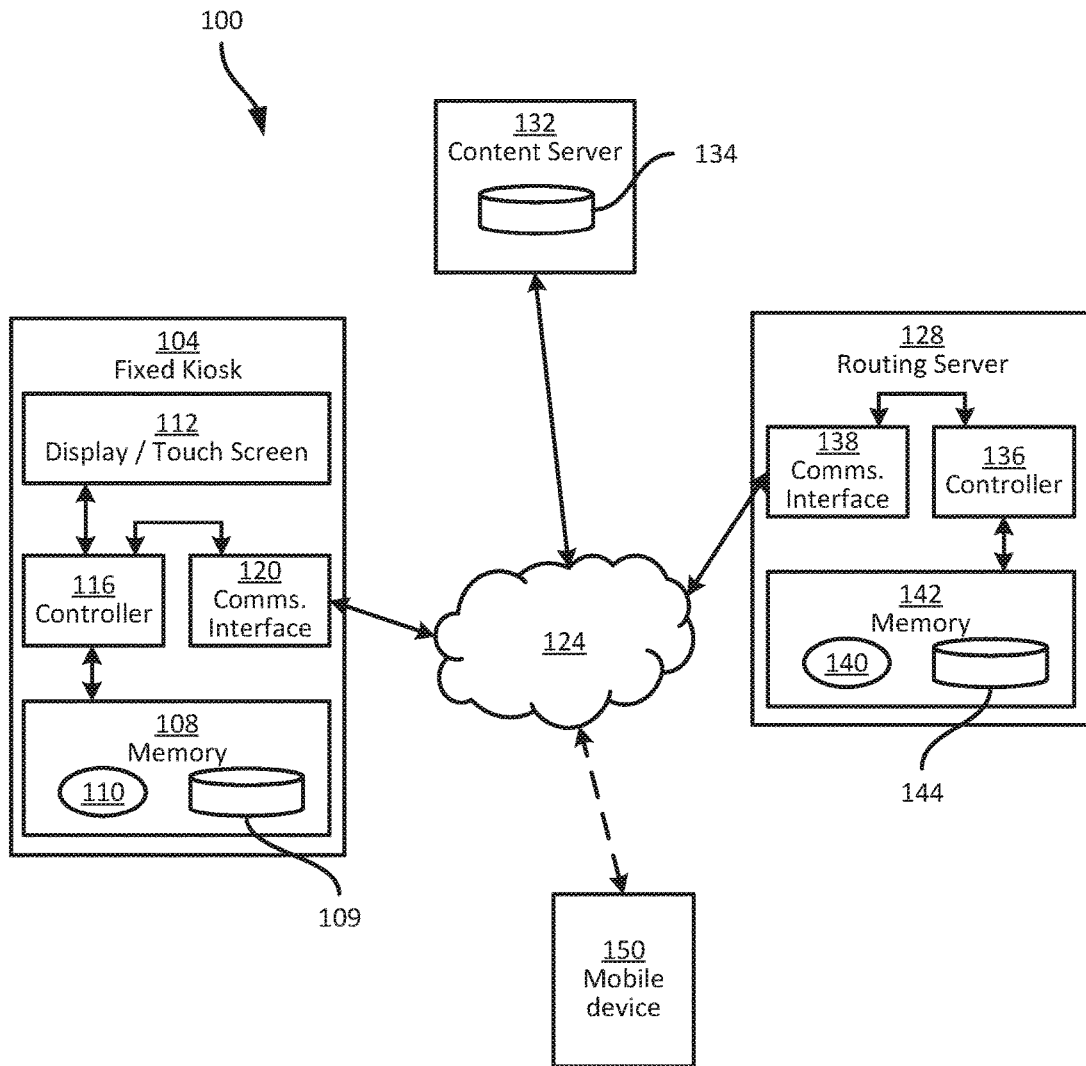 100
132
Content Server
134
104
Fixed Kiosk
112
Display / Touch Screen
116
Controller
120
Comms.
Interface
108
Memory
110
109
124
128
Routing Server
138
Comms.
Interface
136
Controller
142
Memory
140
144
150
Mobile
device